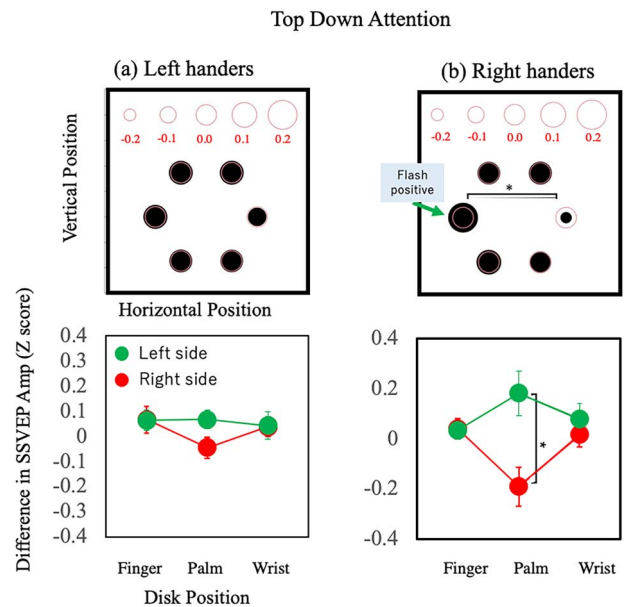 Top Down Attention
(a) Left handers
(b) Right handers
Vertical Position
-0.2 -0.1 0.0 0.1 0.2
-0.2 -0.1 0.0 0.1 0.2
Flash
positive
*
Horizontal Position
Difference in SSVEP Amp (Z score)
0.4
0.3
0.2
0.1
0
-0.1
-0.2
-0.3
-0.4
Left side
Right side
0.4
0.2
0
-0.2
-0.4
*
Finger Palm Wrist
Finger Palm Wrist
Disk Position